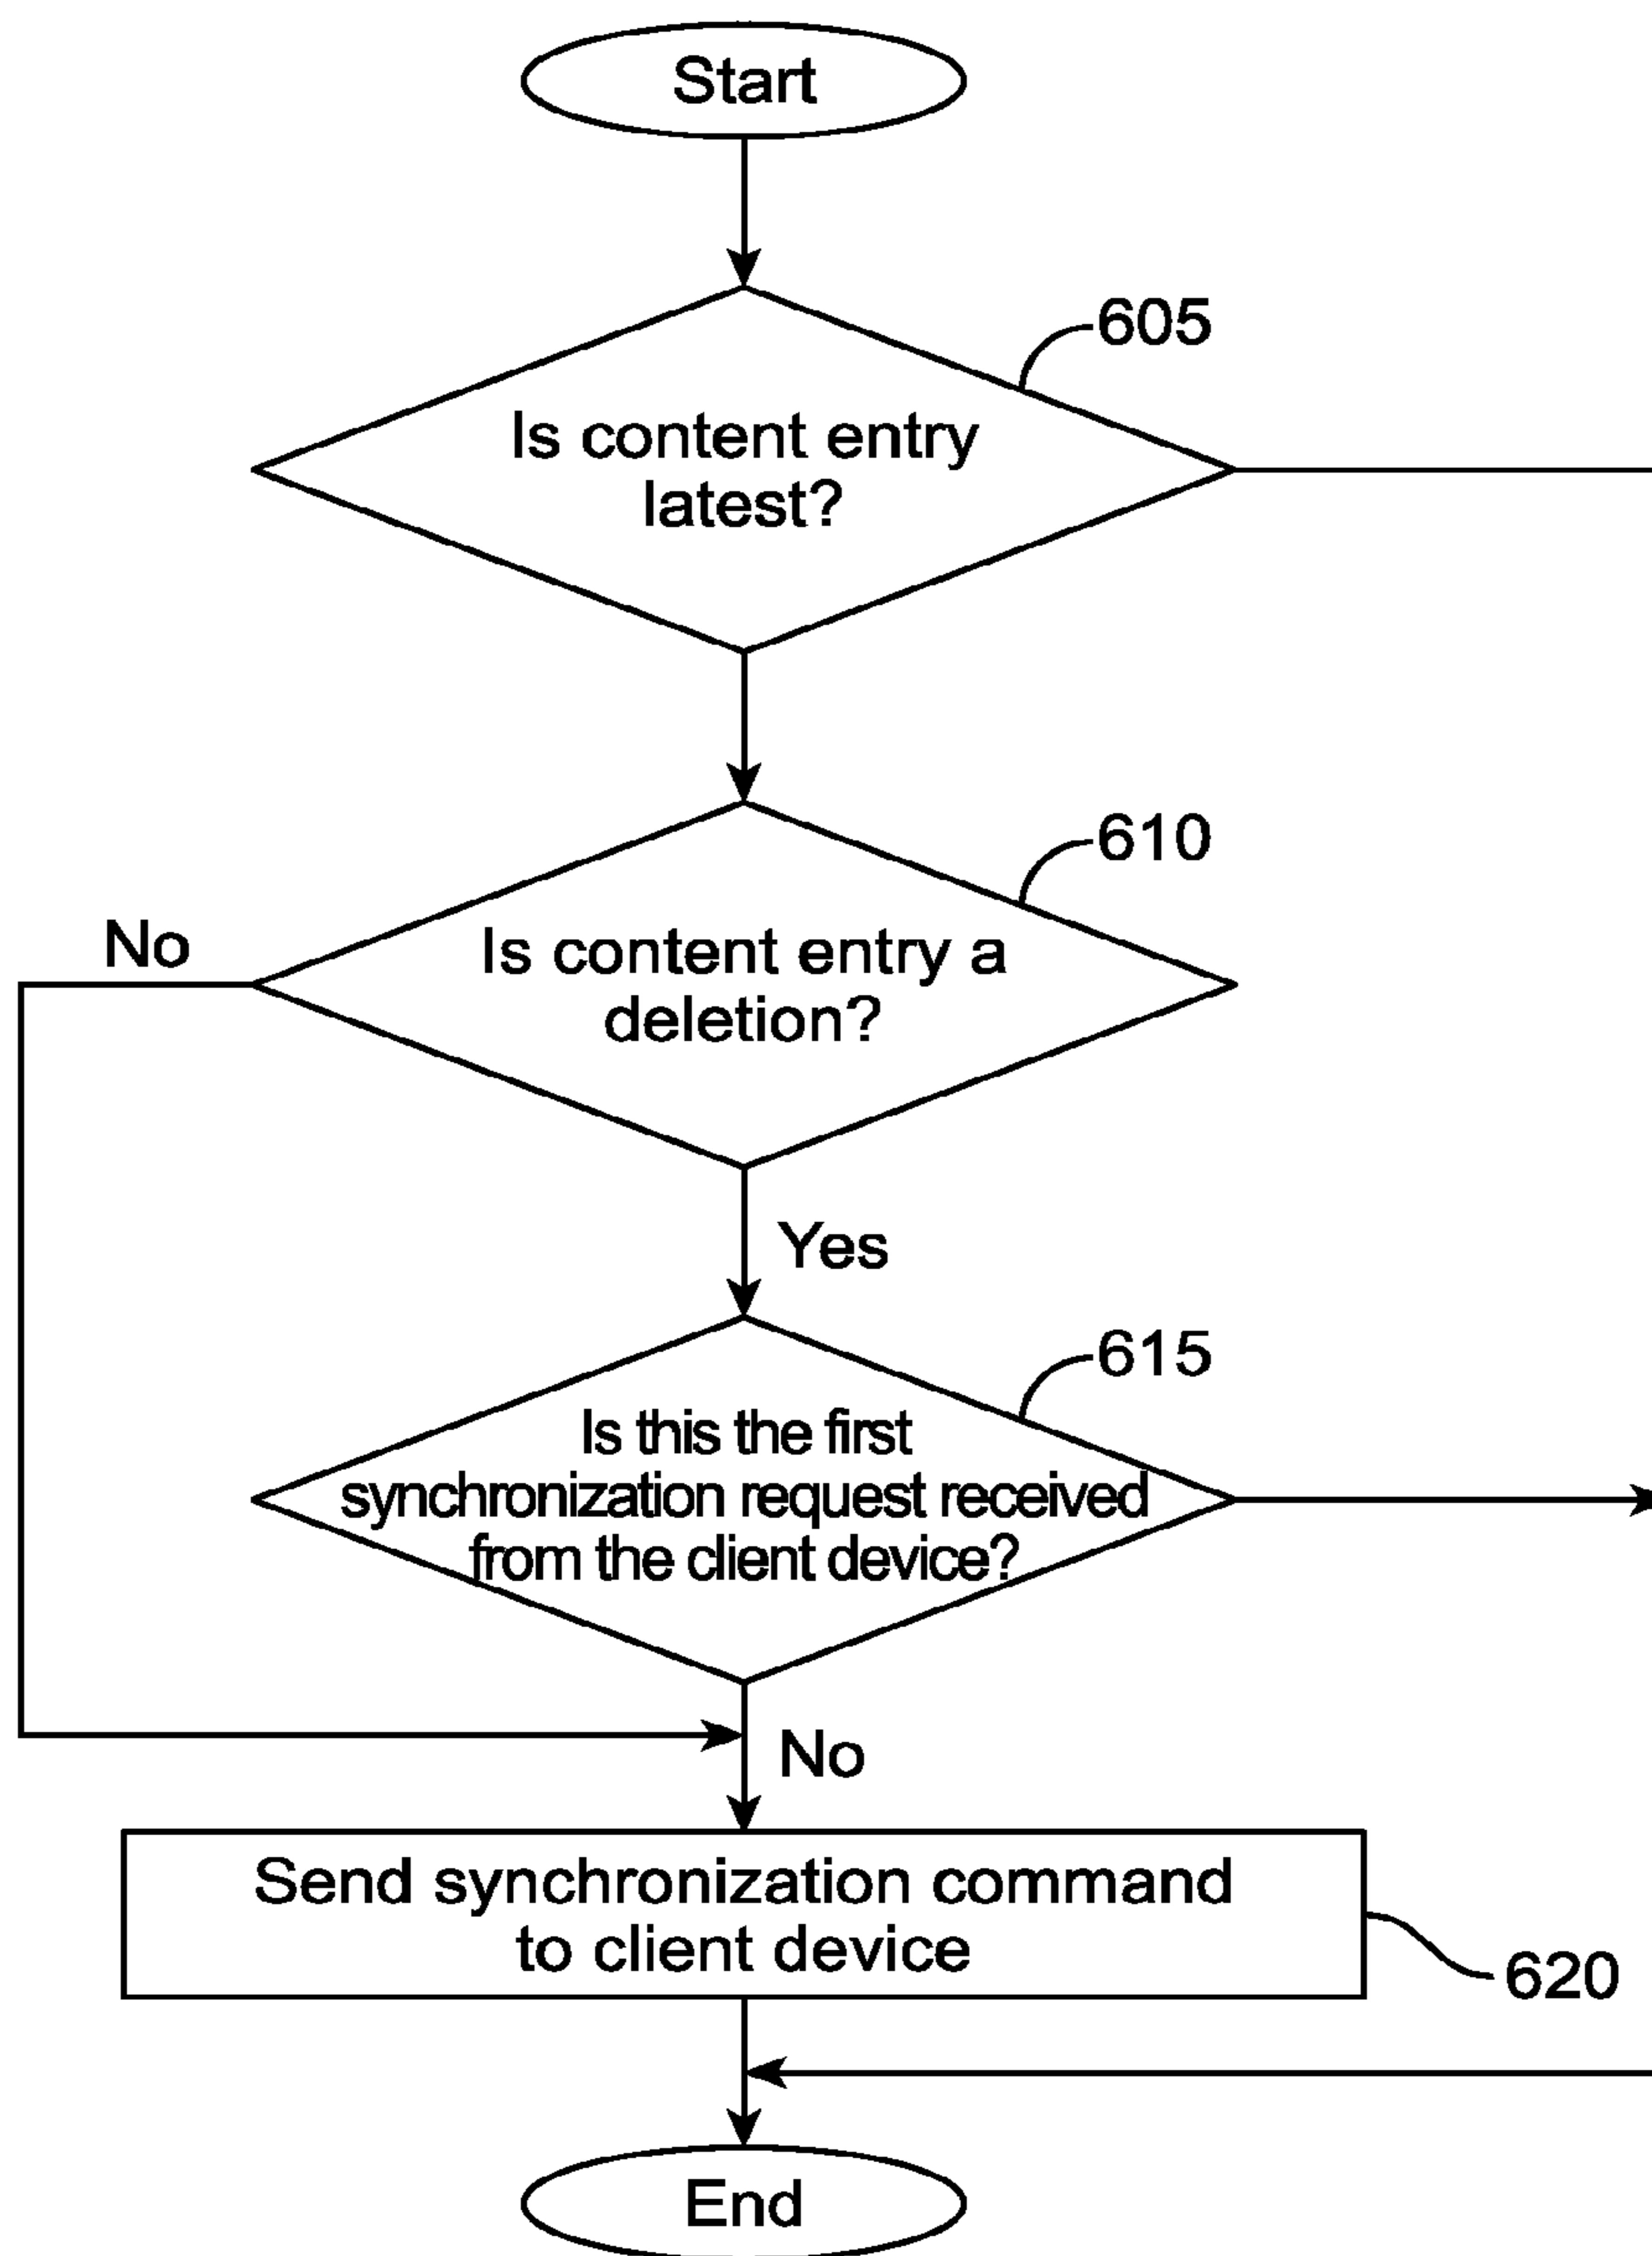 Start
605
Is content entry
latest?
610
No
Is content entry a
deletion?
Yes
615
Is this the first
synchronization request received
from the client device?
No
Send synchronization command
to client device
620
End